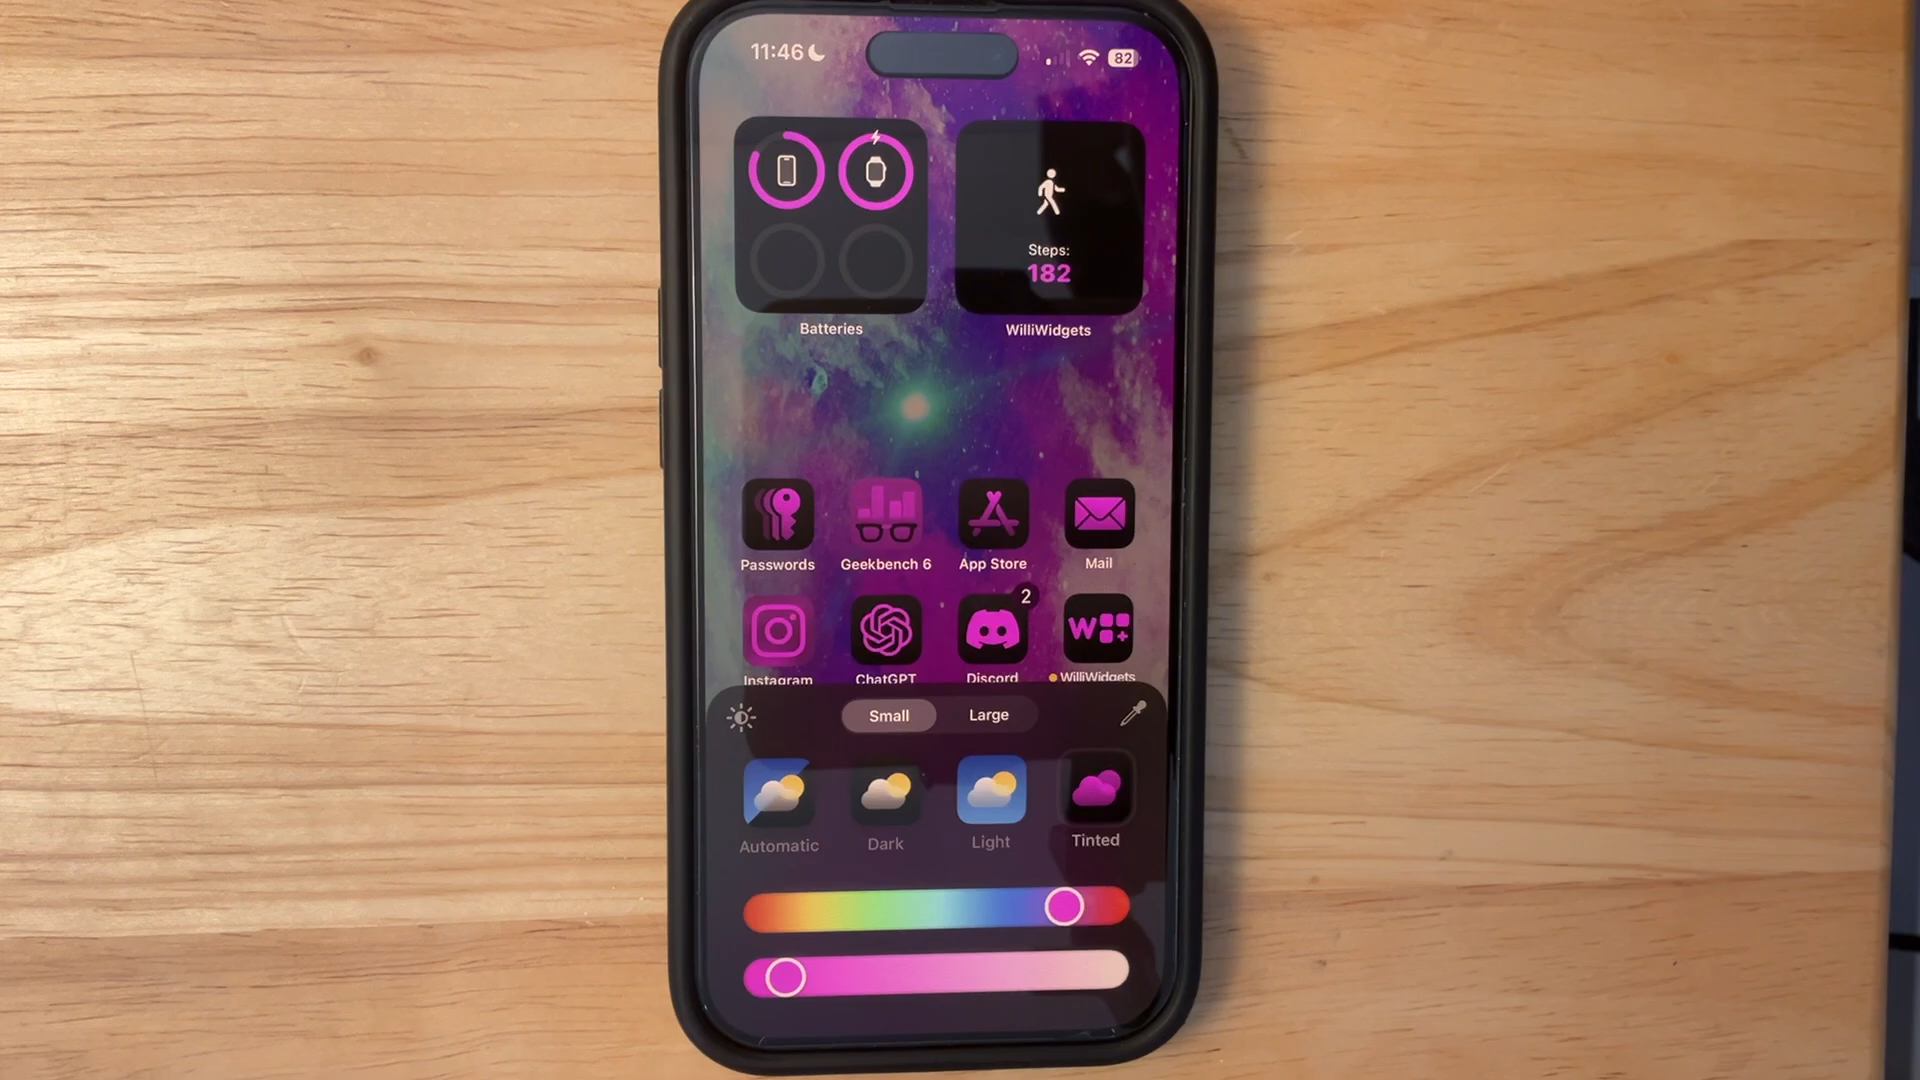 11:46
82
Steps:
182
Batteries
WilliWidgets
Passwords
Geekbench 6
App Store
Mail
2
W
Instagram
ChatGPT
Discord
WilliWidgets
Small
Large
Automatic
Dark
Light
Tinted